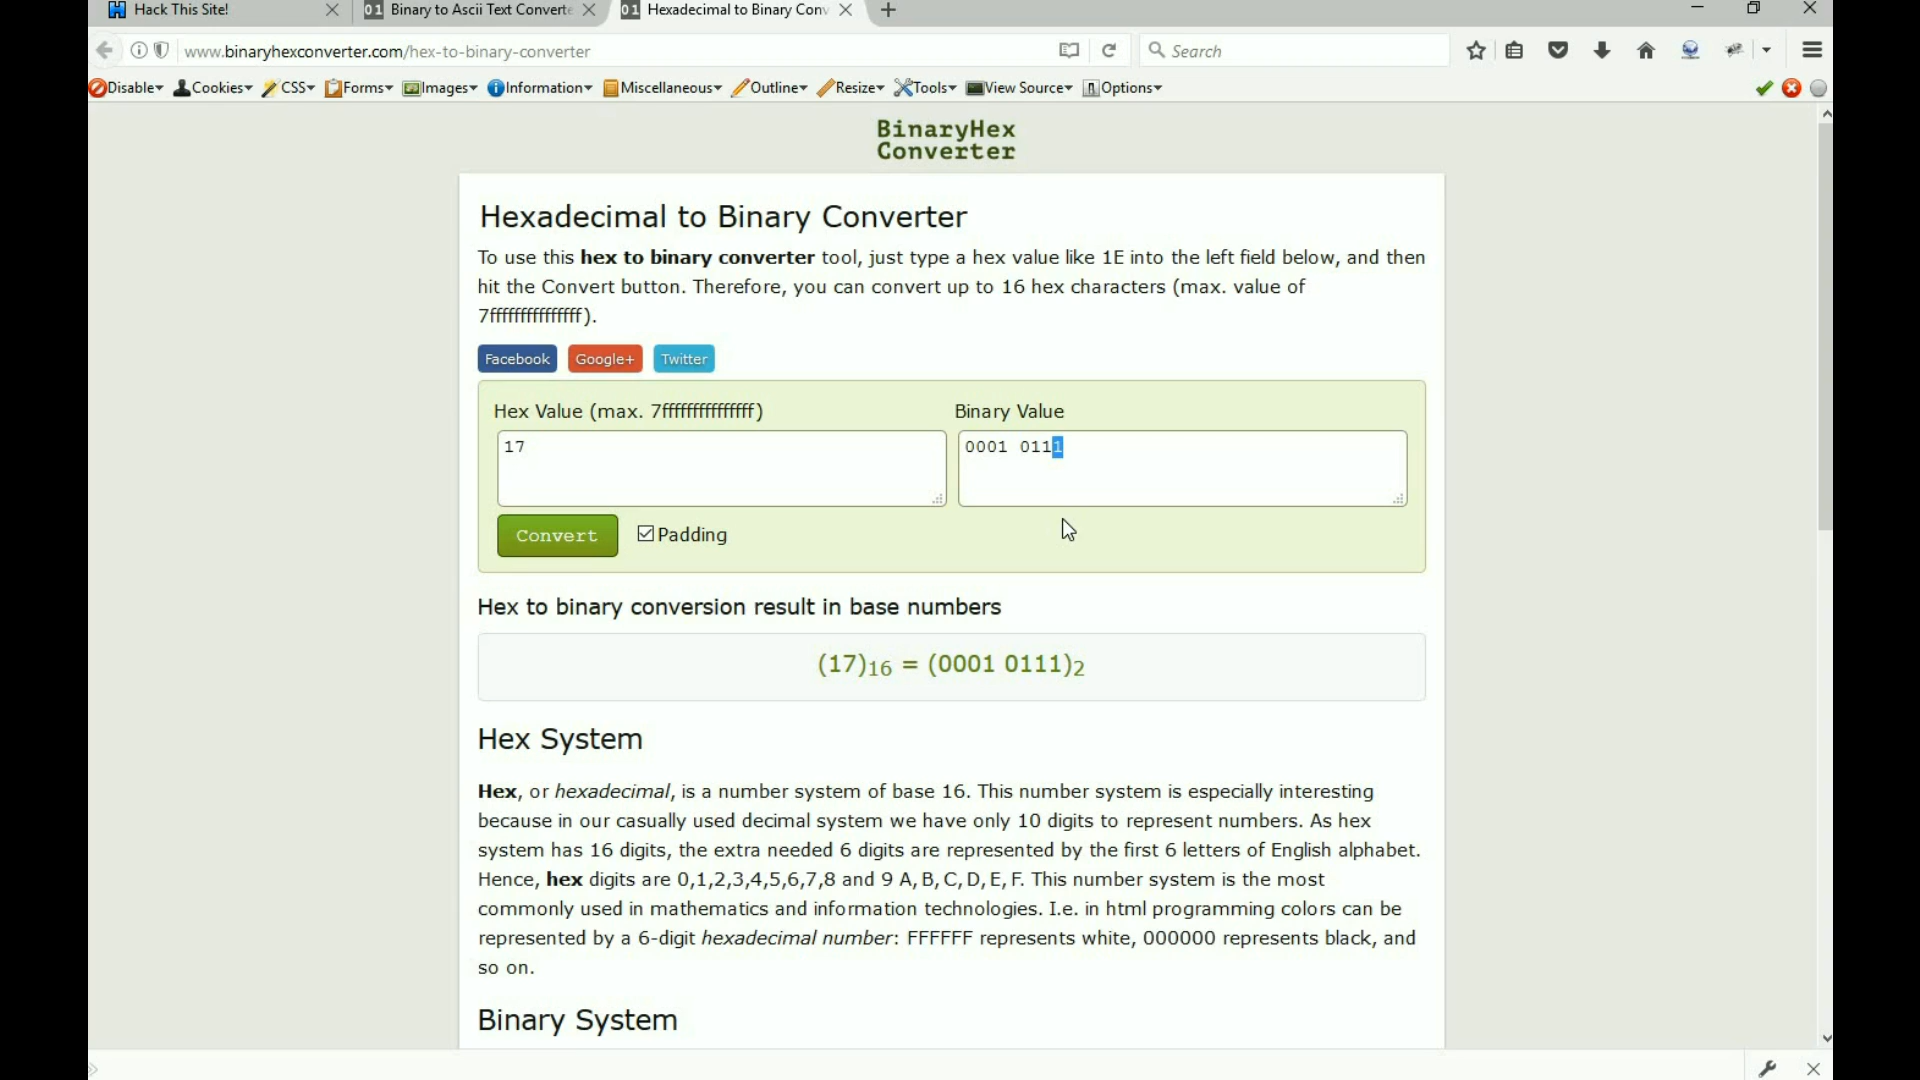 Hack This Site!
01 Binary to Ascii Text Converte
01 Hexadecimal to Binary Conv
www.binaryhexconverter.com/hex-to-binary-converter
Search
Disable Cookies CSS Forms Images Information Miscellaneous Outline Resize Tools View Source Options
BinaryHex
Converter
Hexadecimal to Binary Converter
To use this hex to binary converter tool, just type a hex value like 1E into the left field below, and then
hit the Convert button. Therefore, you can convert up to 16 hex characters (max. value of
7fffffffffffffff).
Facebook Google+ Twitter
Hex Value (max. 7fffffffffffffff)
Binary Value
17
0001 0111
Convert
Padding
Hex to binary conversion result in base numbers
(17)16 = (0001 0111)2
Hex System
Hex, or hexadecimal, is a number system of base 16. This number system is especially interesting
because in our casually used decimal system we have only 10 digits to represent numbers. As hex
system has 16 digits, the extra needed 6 digits are represented by the first 6 letters of English alphabet.
Hence, hex digits are 0,1,2,3,4,5,6,7,8 and 9 A, B, C, D, E, F. This number system is the most
commonly used in mathematics and information technologies. I.e. in html programming colors can be
represented by a 6-digit hexadecimal number: FFFFFF represents white, 000000 represents black, and
so on.
Binary System